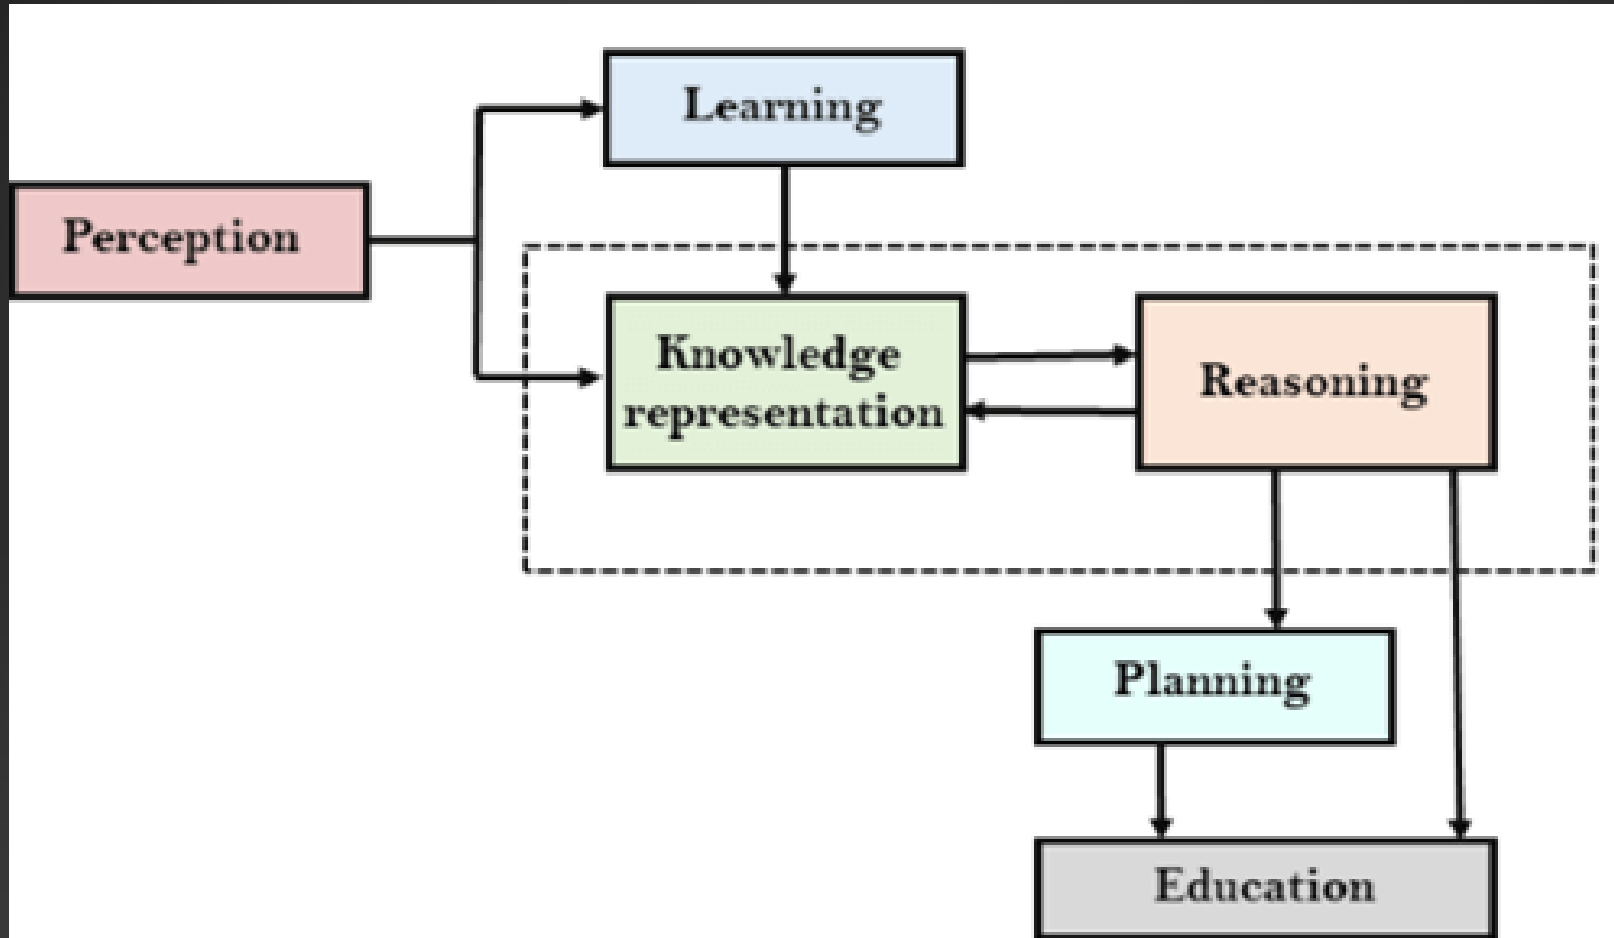 Learning
Perception
Knowledge
representation
Reasoning
Planning
Education